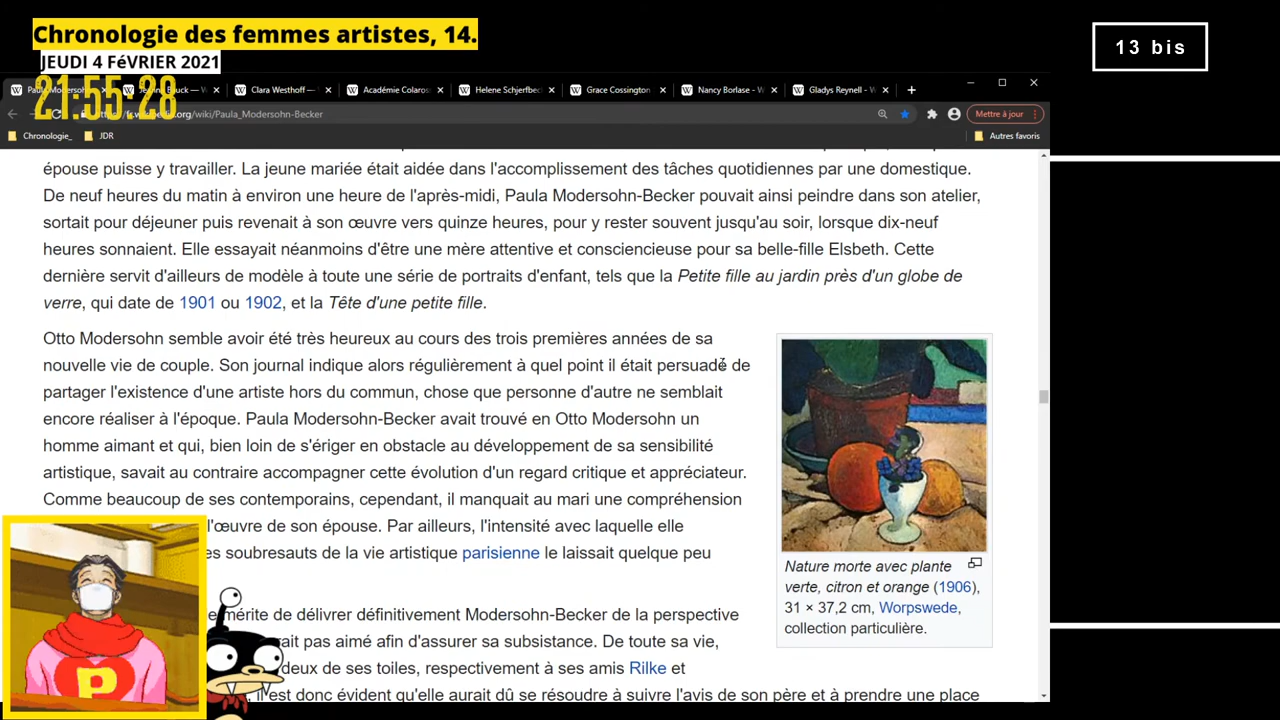 Chronologie des femmes artistes, 14.
JEUDI 4 FéVRIER 2021
21:55:28
13 bis
Clara Westhoff — \
Académie Colaros
Helene Schjerfbec
Grace Cossington
Nancy Borlase — W
Gladys Reynell — W
.org/wiki/Paula_Modersohn-Becker
Mettre à jour
Chronologie_
JDR
Autres favoris
épouse puisse y travailler. La jeune mariée était aidée dans l'accomplissement des tâches quotidiennes par une domestique.
De neuf heures du matin à environ une heure de l'après-midi, Paula Modersohn-Becker pouvait ainsi peindre dans son atelier,
sortait pour déjeuner puis revenait à son œuvre vers quinze heures, pour y rester souvent jusqu'au soir, lorsque dix-neuf
heures sonnaient. Elle essayait néanmoins d'être une mère attentive et consciencieuse pour sa belle-fille Elsbeth. Cette
dernière servit d'ailleurs de modèle à toute une série de portraits d'enfant, tels que la Petite fille au jardin près d'un globe de
verre, qui date de 1901 ou 1902, et la Tête d'une petite fille.
Otto Modersohn semble avoir été très heureux au cours des trois premières années de sa
nouvelle vie de couple. Son journal indique alors régulièrement à quel point il était persuadé de
partager l'existence d'une artiste hors du commun, chose que personne d'autre ne semblait
encore réaliser à l'époque. Paula Modersohn-Becker avait trouvé en Otto Modersohn un
homme aimant et qui, bien loin de s'ériger en obstacle au développement de sa sensibilité
artistique, savait au contraire accompagner cette évolution d'un regard critique et appréciateur.
Comme beaucoup de ses contemporains, cependant, il manquait au mari une compréhension
l'œuvre de son épouse. Par ailleurs, l'intensité avec laquelle elle
es soubresauts de la vie artistique parisienne le laissait quelque peu
mérite de délivrer définitivement Modersohn-Becker de la perspective
rait pas aimé afin d'assurer sa subsistance. De toute sa vie,
deux de ses toiles, respectivement à ses amis Rilke et
il est donc évident qu'elle aurait dû se résoudre à suivre l'avis de son père et à prendre une place
Nature morte avec plante
verte, citron et orange (1906),
31 × 37,2 cm, Worpswede,
collection particulière.
P